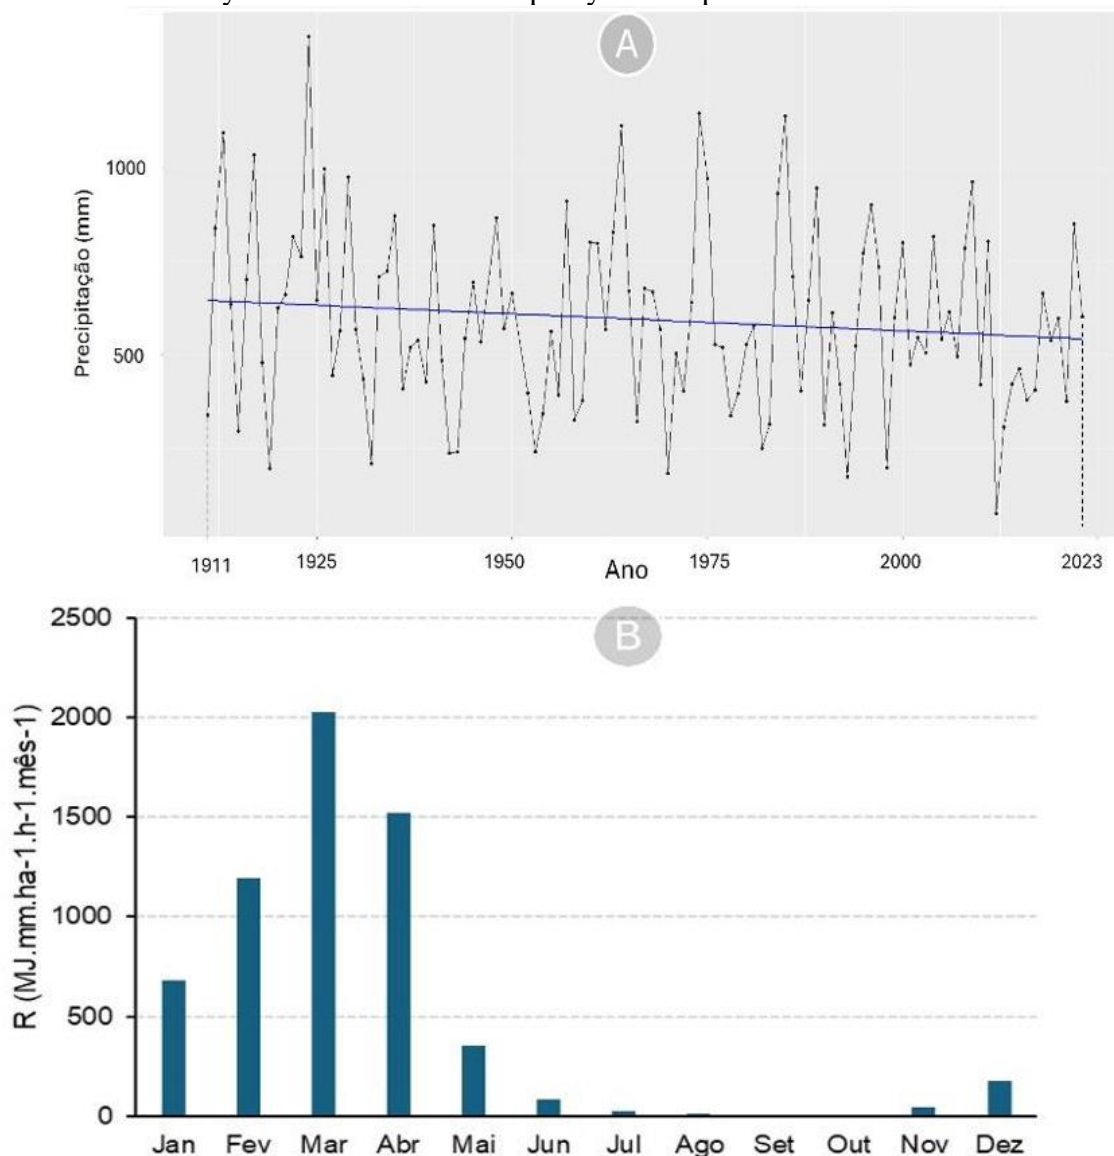 A
1000
500
Precipitação (mm)
1911 1925 1950 1975 2000 2023
Ano
B
2500
2000
1500
1000
500
0
R (MJ.mm.ha-1.h-1.mês-1)
Jan Fev Mar Abr Mai Jun Jul Ago Set Out Nov Dez